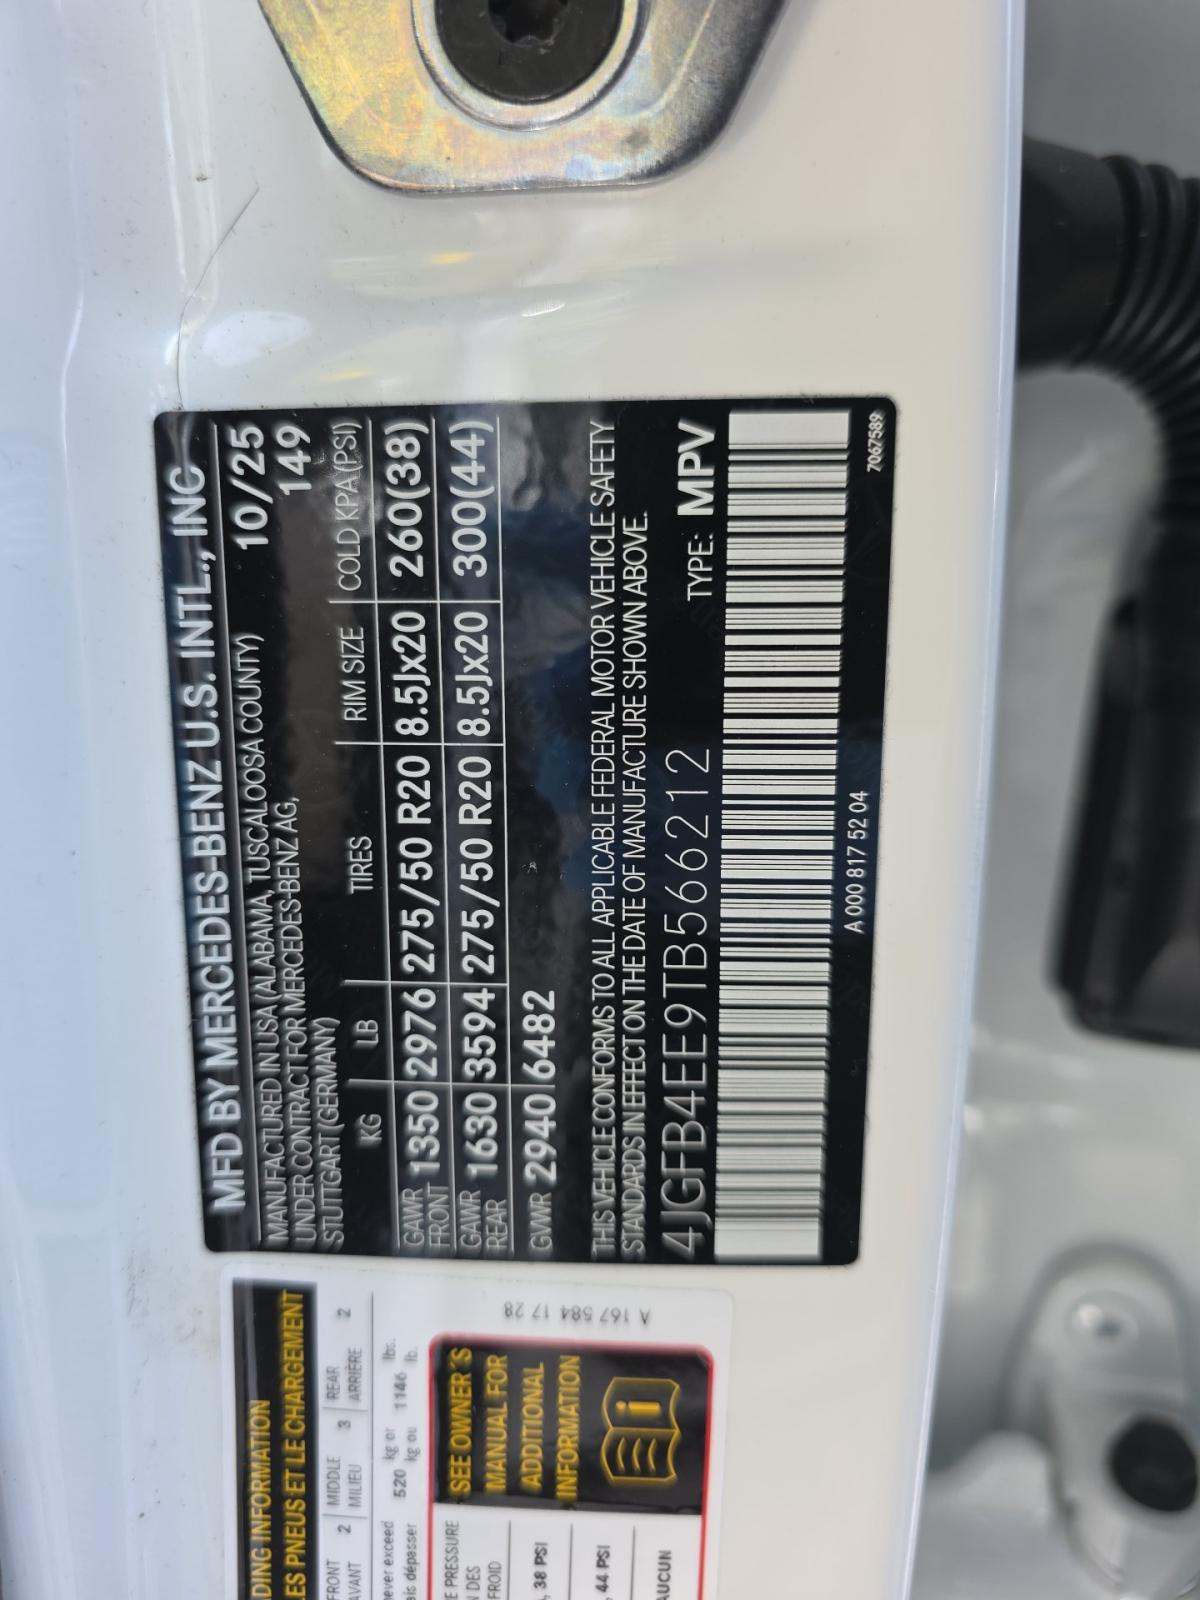 MFD BY MERCEDES-BENZ U.S. INTL., INC
MANUFACTURED IN USA (ALABAMA, TUSCALOOSA COUNTY) 10/25
UNDER CONTRACT FOR MERCEDES-BENZ AG, 149
STUTTGART (GERMANY)
KG LB TIRES RIM SIZE COLD KPA(PSI)
GAWR FRONT 1350 2976 275/50 R20 8.5Jx20 260(38)
GAWR REAR 1630 3594 275/50 R20 8.5Jx20 300(44)
GVWR 2940 6482
THIS VEHICLE CONFORMS TO ALL APPLICABLE FEDERAL MOTOR VEHICLE SAFETY
STANDARDS IN EFFECT ON THE DATE OF MANUFACTURE SHOWN ABOVE.
4JGFB4EE9TB566212 TYPE: MPV
A 000 817 52 04
7067589
DING INFORMATION
LES PNEUS ET LE CHARGEMENT
FRONT 2 MIDDLE 3 REAR 2
AVANT MILIEU ARRIÈRE
never exceed 520 kg or 1146 lbs.
ais dépasser kg ou lb.
A 167 584 17 28
E PRESSURE
N DES
FROID
, 38 PSI
, 44 PSI
AUCUN
SEE OWNER'S
MANUAL FOR
ADDITIONAL
INFORMATION